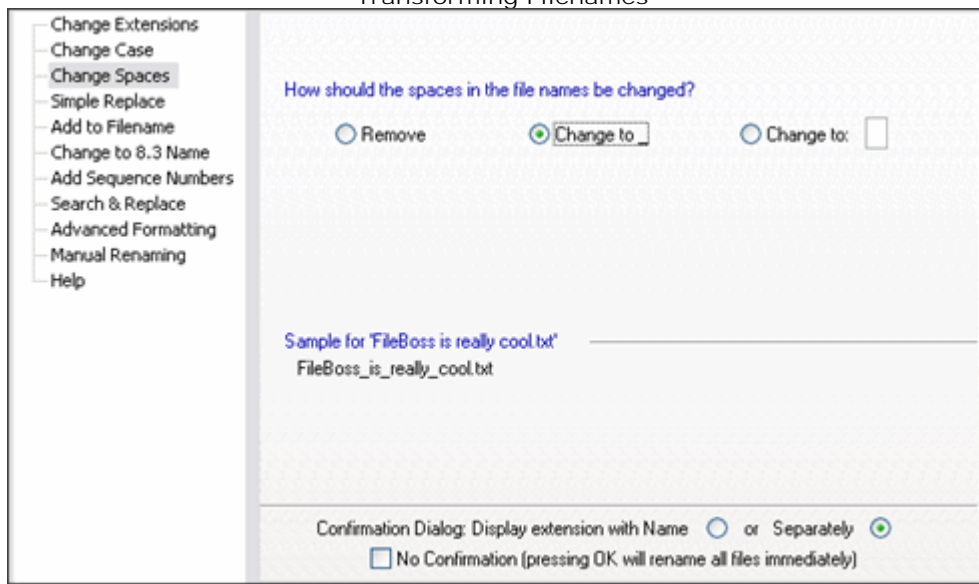 Transforming Filenames
Change Extensions
Change Case
Change Spaces
Simple Replace
Add to Filename
Change to 8.3 Name
Add Sequence Numbers
Search & Replace
Advanced Formatting
Manual Renaming
Help
How should the spaces in the file names be changed?
Remove Change to _ Change to:
Sample for 'FileBoss is really cool.txt'
FileBoss_is_really_cool.txt
Confirmation Dialog: Display extension with Name or Separately
No Confirmation (pressing OK will rename all files immediately)